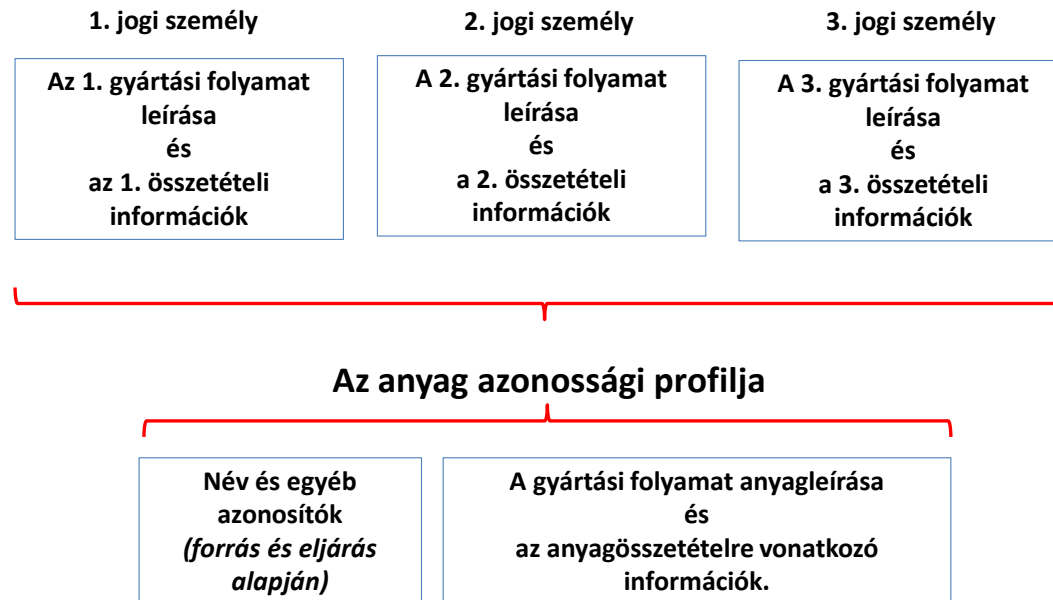 1. jogi személy
2. jogi személy
3. jogi személy
Az 1. gyártási folyamat
leírása
és
az 1. összetételi
információk
A 2. gyártási folyamat
leírása
és
a 2. összetételi
információk
A 3. gyártási folyamat
leírása
és
a 3. összetételi
információk
Az anyag azonossági profilja
Név és egyéb
azonosítók
(forrás és eljárás
alapján)
A gyártási folyamat anyagleírása
és
az anyagösszetételre vonatkozó
információk.